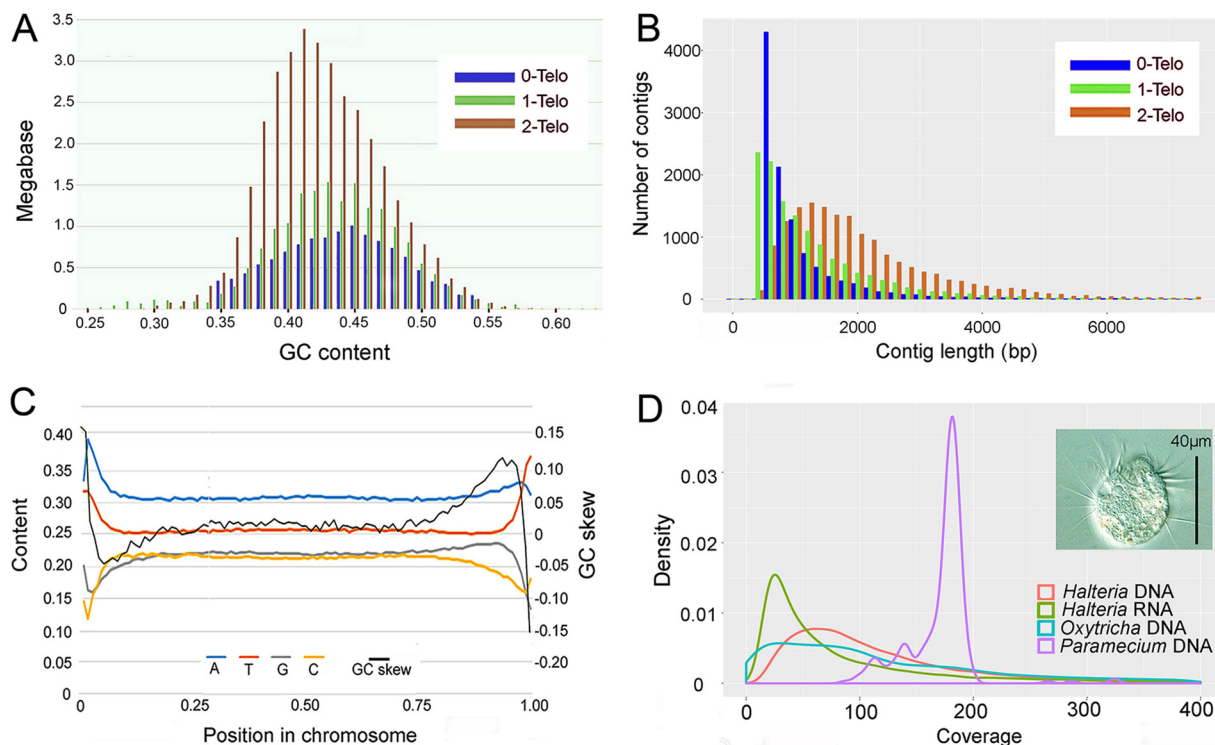 A
3.5
3.0
2.5
2.0
1.5
1.0
0.5
0
Megabase
0-Telo
1-Telo
2-Telo
0.25
0.30
0.35
0.40
0.45
0.50
0.55
0.60
GC content
B
4000
3000
2000
1000
0
Number of contigs
0-Telo
1-Telo
2-Telo
0
2000
4000
6000
Contig length (bp)
C
0.40
0.35
0.30
0.25
0.20
0.15
0.10
0.05
0
Content
0.15
0.10
0.05
0
-0.05
-0.10
-0.15
-0.20
GC skew
A T G C GC skew
0
0.25
0.50
0.75
1.00
Position in chromosome
D
0.04
0.03
0.02
0.01
0
Density
40µm
Halteria DNA
Halteria RNA
Oxytricha DNA
Paramecium DNA
0
100
200
300
400
Coverage